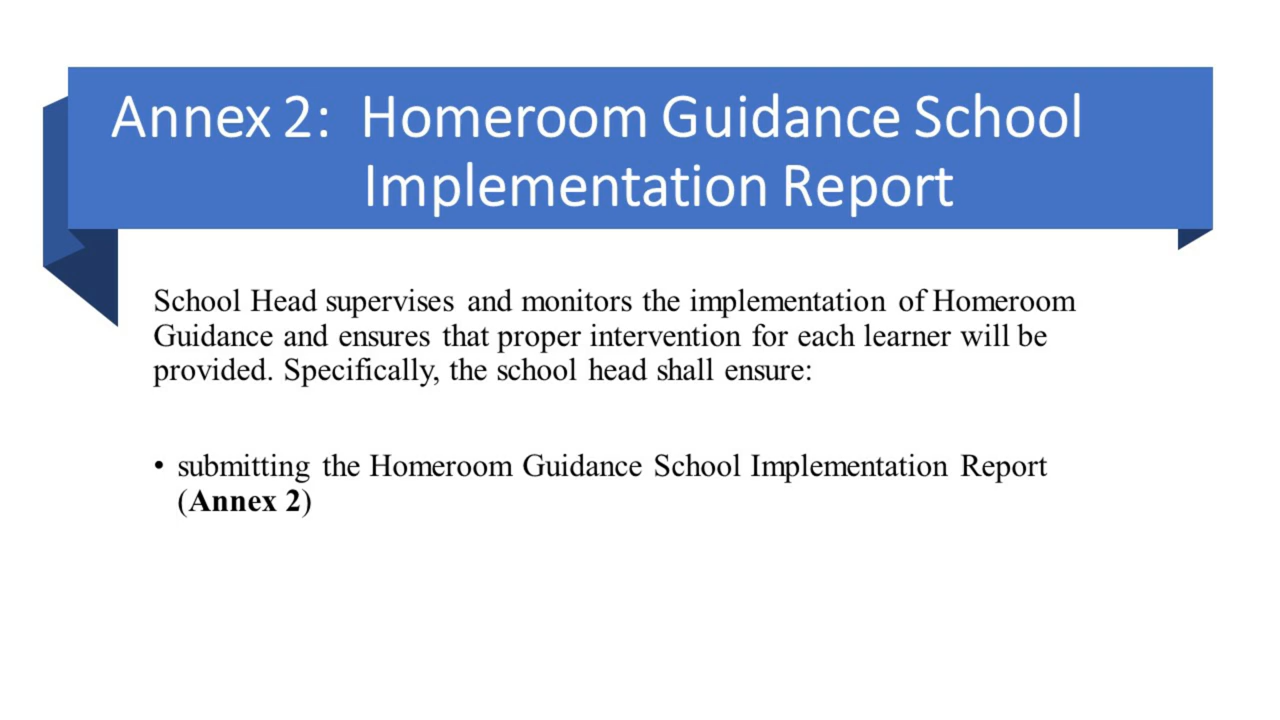 Annex 2: Homeroom Guidance School
Implementation Report
School Head supervises and monitors the implementation of Homeroom
Guidance and ensures that proper intervention for each learner will be
provided. Specifically, the school head shall ensure:
• submitting the Homeroom Guidance School Implementation Report
(Annex 2)